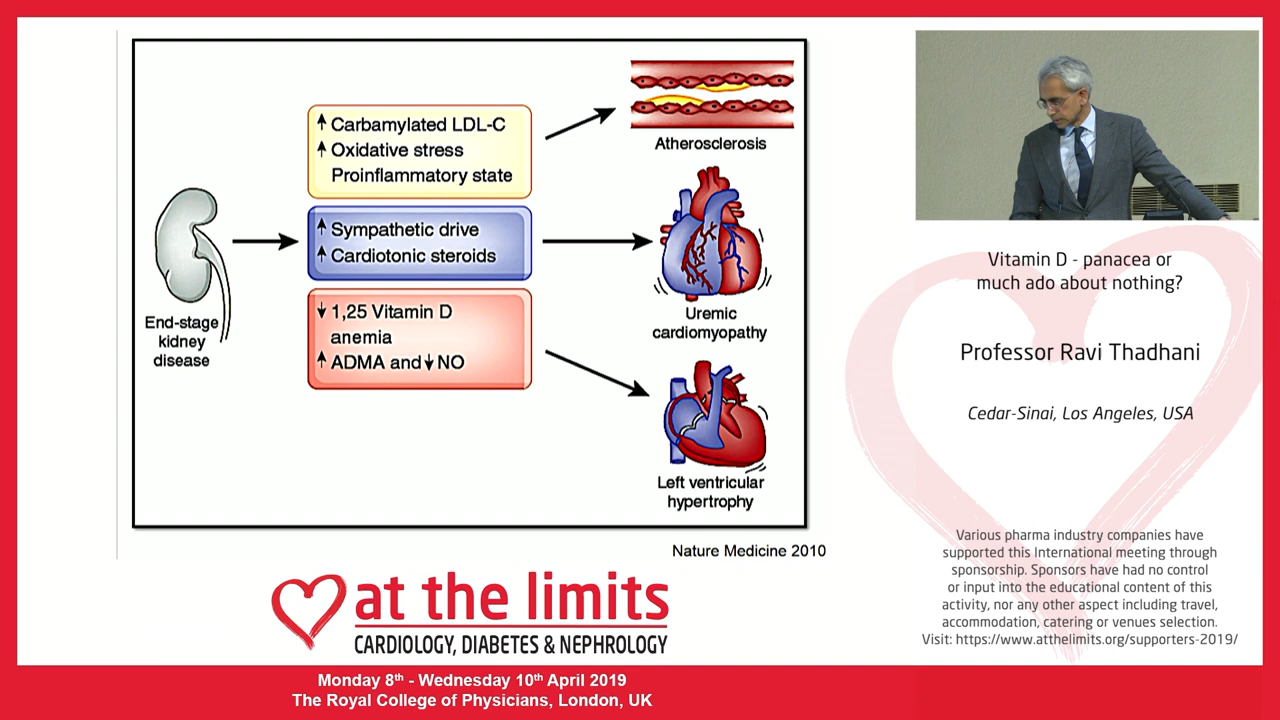 ↑ Carbamylated LDL-C
↑ Oxidative stress
Proinflammatory state
↑ Sympathetic drive
↑ Cardiotonic steroids
↓ 1,25 Vitamin D
anemia
↑ ADMA and ↓ NO
End-stage
kidney
disease
Atherosclerosis
Uremic
cardiomyopathy
Left ventricular
hypertrophy
Nature Medicine 2010
at the limits
CARDIOLOGY, DIABETES & NEPHROLOGY
Monday 8th - Wednesday 10th April 2019
The Royal College of Physicians, London, UK
Vitamin D - panacea or
much ado about nothing?
Professor Ravi Thadhani
Cedar-Sinai, Los Angeles, USA
Various pharma industry companies have
supported this International meeting through
sponsorship. Sponsors have had no control
or input into the educational content of this
activity, nor any other aspect including travel,
accommodation, catering or venues selection.
Visit: https://www.atthelimits.org/supporters-2019/